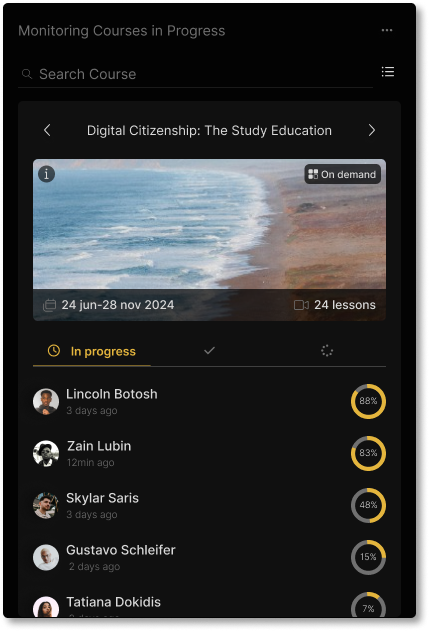 Monitoring Courses in Progress
Search Course
Digital Citizenship: The Study Education
i
On demand
24 jun-28 nov 2024
24 lessons
In progress
Lincoln Botosh
3 days ago
88%
Zain Lubin
12min ago
83%
Skylar Saris
3 days ago
48%
Gustavo Schleifer
2 days ago
15%
Tatiana Dokidis
days ago
7%